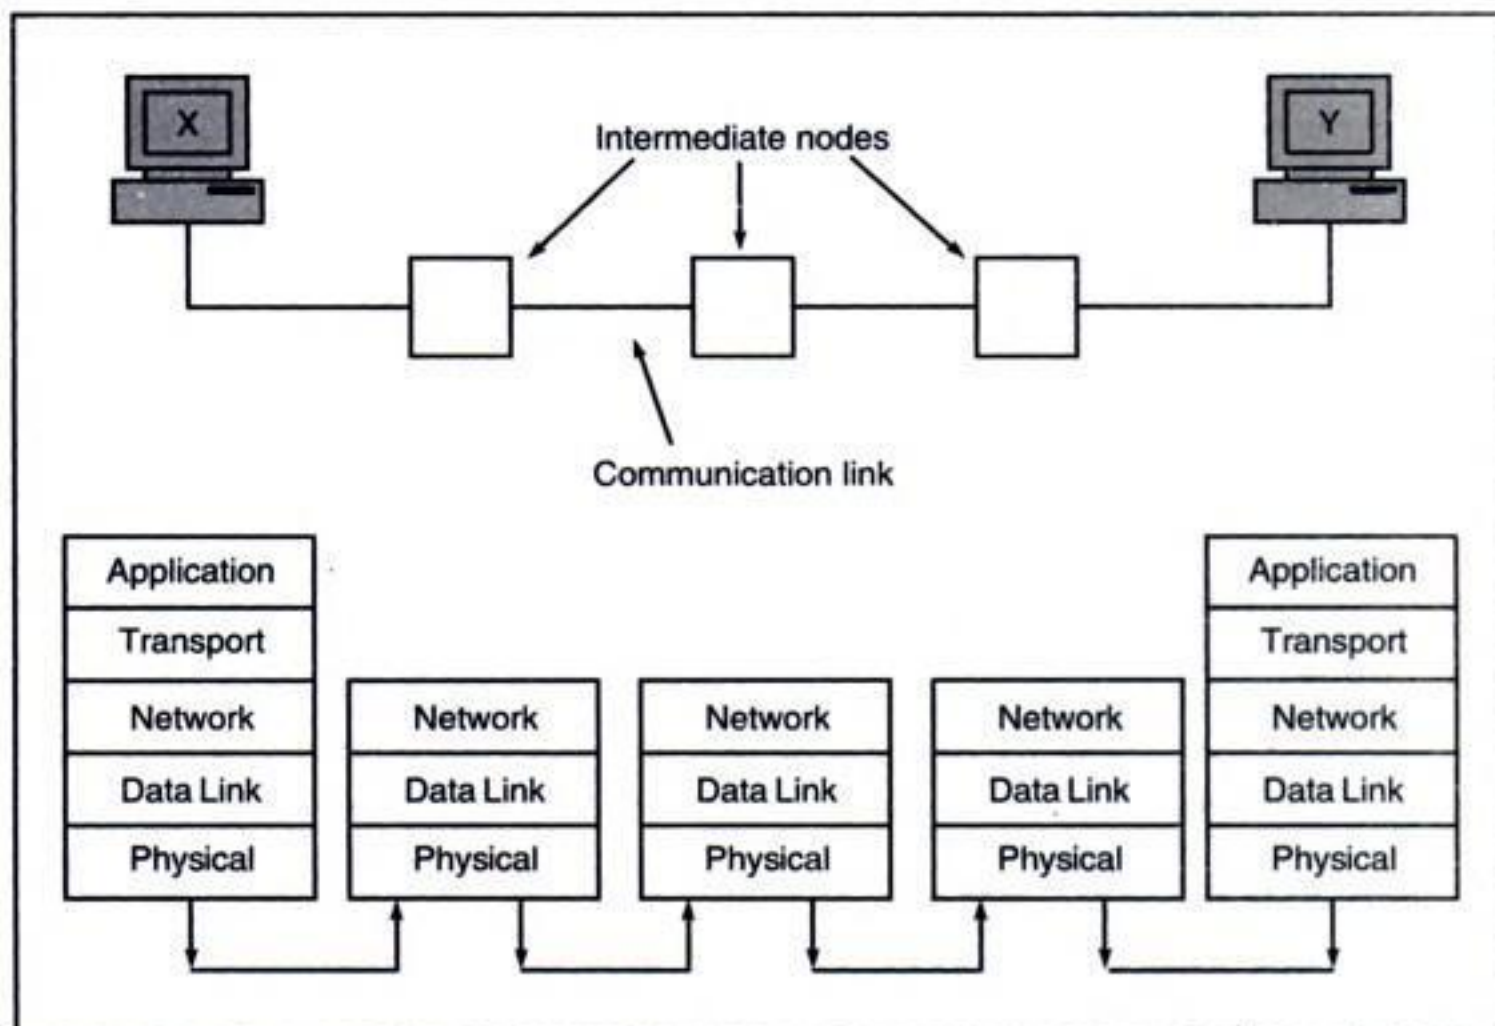 X
Y
Intermediate nodes
Communication link
Application
Transport
Network
Data Link
Physical
Network
Data Link
Physical
Network
Data Link
Physical
Network
Data Link
Physical
Application
Transport
Network
Data Link
Physical